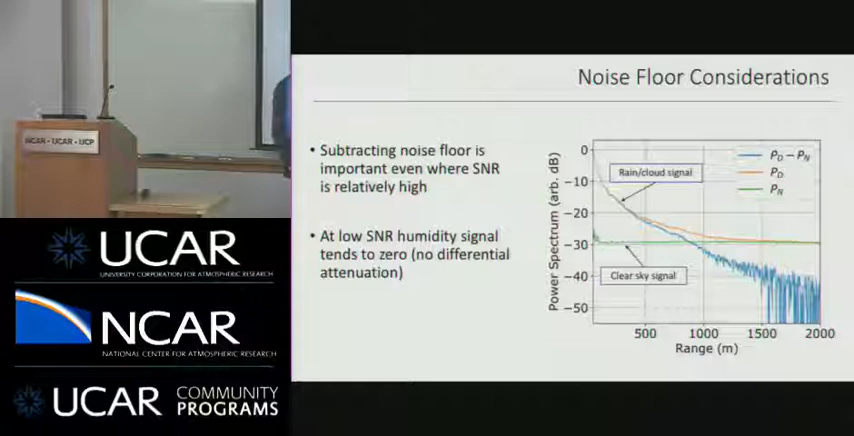 NCAR - UCAR - UCP
UCAR
UNIVERSITY CORPORATION FOR ATMOSPHERIC RESEARCH
NCAR
NATIONAL CENTER FOR ATMOSPHERIC RESEARCH
UCAR COMMUNITY
PROGRAMS
Noise Floor Considerations
• Subtracting noise floor is
important even where SNR
is relatively high
• At low SNR humidity signal
tends to zero (no differential
attenuation)
Power Spectrum (arb. dB)
0
−10
−20
−30
−40
−50
Rain/cloud signal
Clear sky signal
P_D − P_N
P_D
P_N
500 1000 1500 2000
Range (m)